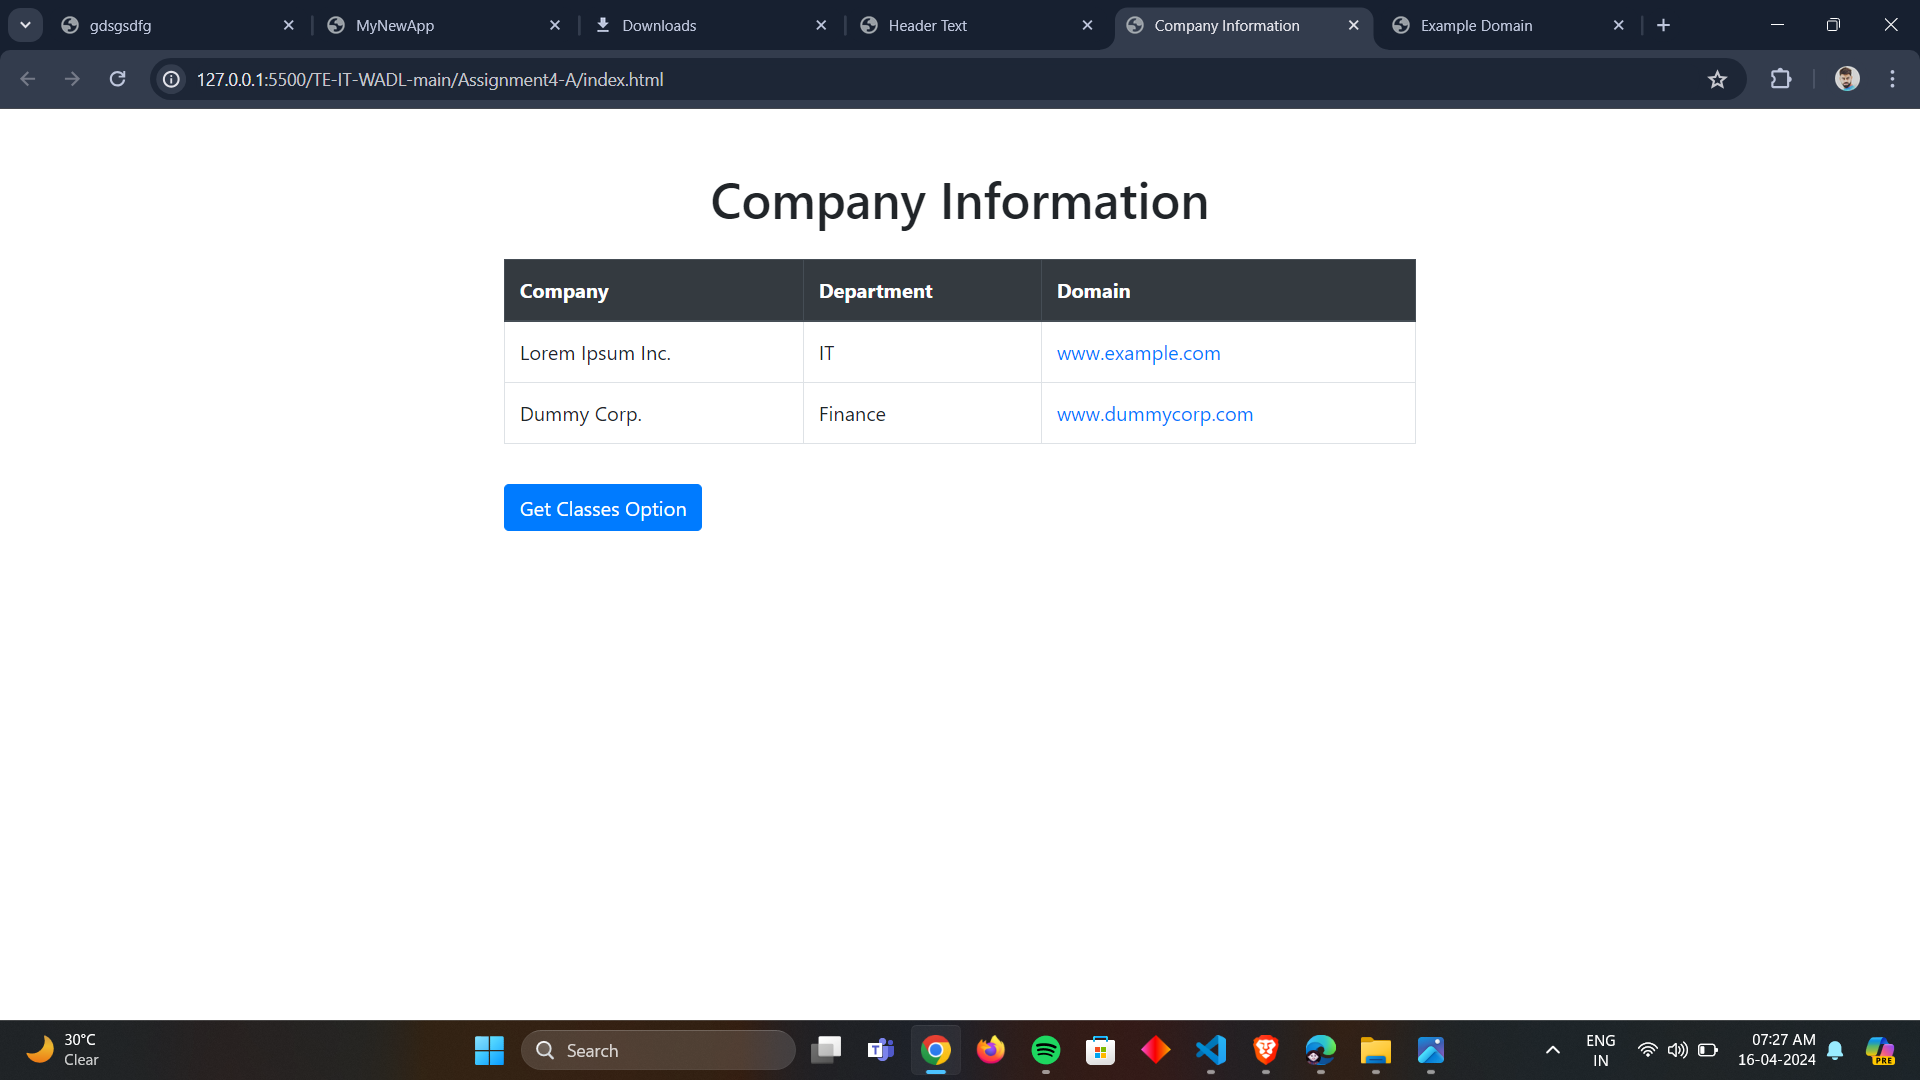 gdsgsdfg MyNewApp Downloads Header Text Company Information Example Domain
127.0.0.1:5500/TE-IT-WADL-main/Assignment4-A/index.html
Company Information
Company Department Domain
Lorem Ipsum Inc. IT www.example.com
Dummy Corp. Finance www.dummycorp.com
Get Classes Option
30°C
Clear
Search
ENG
IN
07:27 AM
16-04-2024
PRE